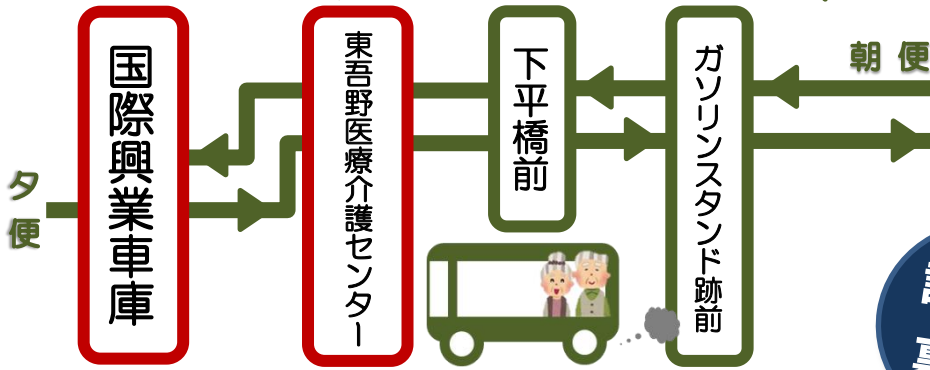 朝便
ガソリンスタンド跡前
下平橋前
東吾野医療介護センター
国際興業車庫
夕便